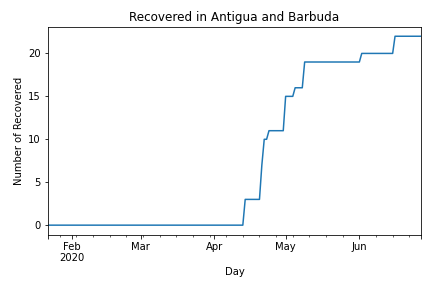 Recovered in Antigua and Barbuda
Number of Recovered
20
15
10
5
0
Feb
2020
Mar
Apr
May
Jun
Day